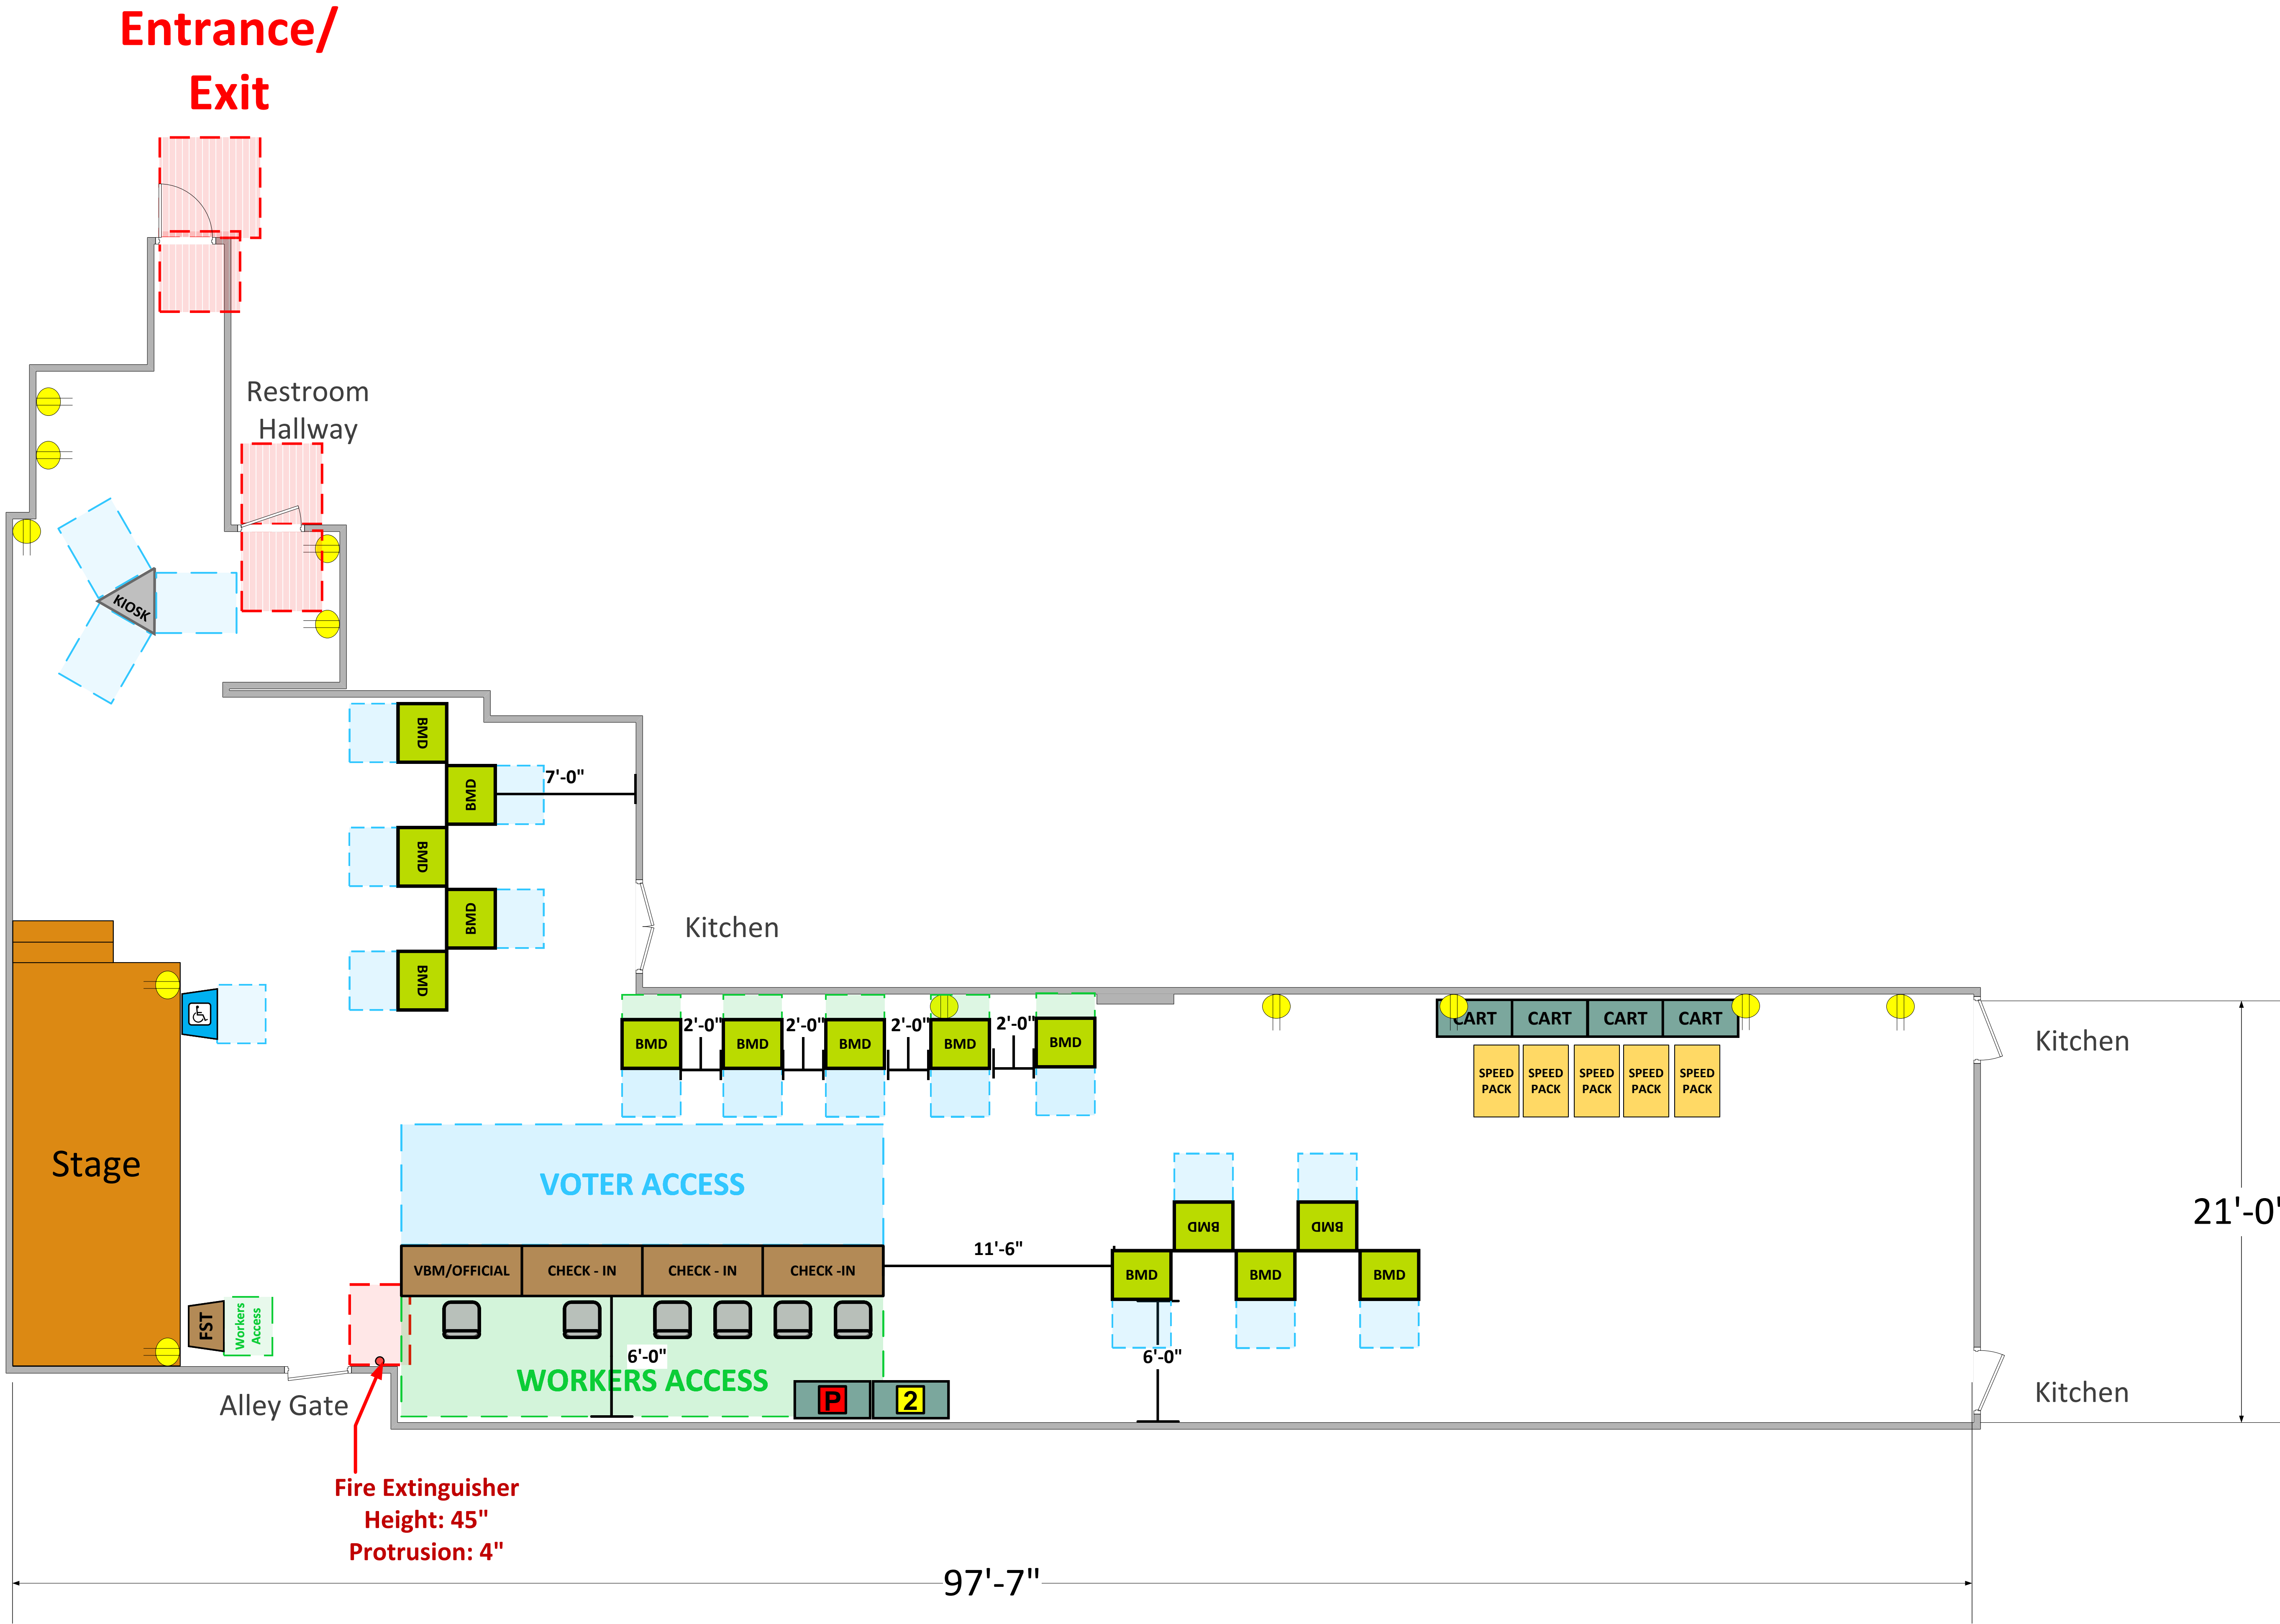 Entrance/
Exit
Restroom
Hallway
KIOSK
BMD
BMD
7'-0"
BMD
BMD
BMD
Kitchen
BMD
2'-0"
BMD
2'-0"
BMD
2'-0"
BMD
2'-0"
BMD
CART
CART
CART
CART
SPEED
PACK
SPEED
PACK
SPEED
PACK
SPEED
PACK
SPEED
PACK
Kitchen
Stage
VOTER ACCESS
BMD
BMD
21'-0"
VBM/OFFICIAL
CHECK - IN
CHECK - IN
CHECK -IN
11'-6"
BMD
BMD
BMD
FST
Workers
Access
6'-0"
WORKERS ACCESS
P
2
6'-0"
Kitchen
Alley Gate
Fire Extinguisher
Height: 45"
Protrusion: 4"
97'-7"